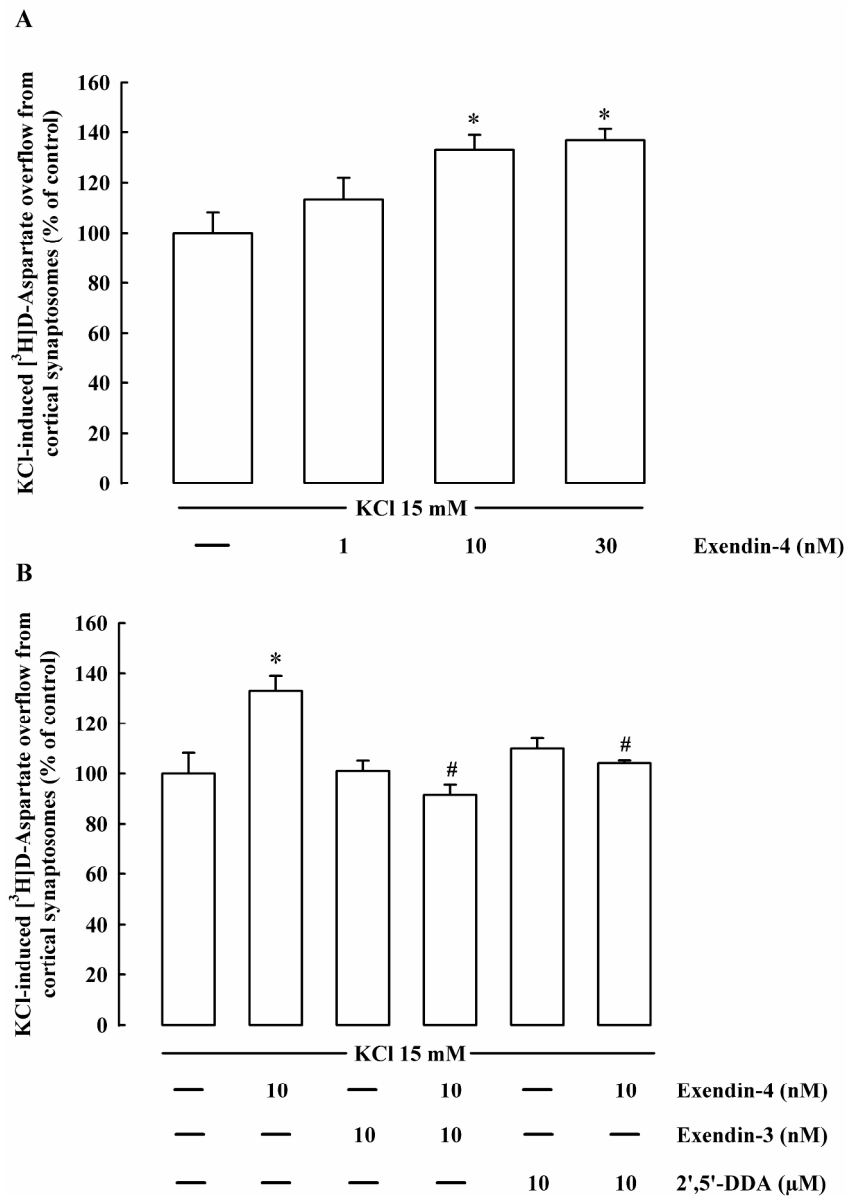 A
KCl-induced [³H]D-Aspartate overflow from
cortical synaptosomes (% of control)
160
140
120
100
80
60
40
20
0
* *
KCl 15 mM
— 1 10 30 Exendin-4 (nM)
B
KCl-induced [³H]D-Aspartate overflow from
cortical synaptosomes (% of control)
160
140
120
100
80
60
40
20
0
* # #
KCl 15 mM
— 10 — 10 — 10 Exendin-4 (nM)
— — 10 10 — — Exendin-3 (nM)
— — — — 10 10 2',5'-DDA (µM)